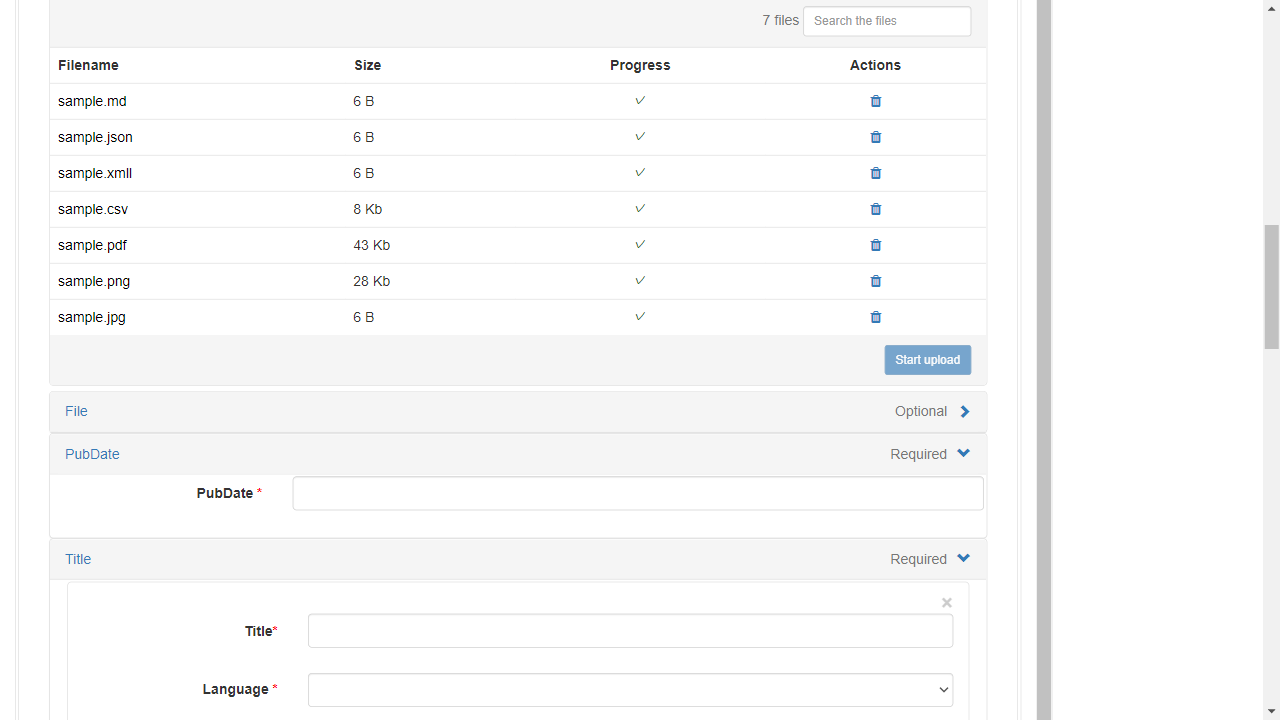 7 files Search the files
Filename Size Progress Actions
sample.md 6 B ✓
sample.json 6 B ✓
sample.xmll 6 B ✓
sample.csv 8 Kb ✓
sample.pdf 43 Kb ✓
sample.png 28 Kb ✓
sample.jpg 6 B ✓
Start upload
File Optional
PubDate Required
PubDate *
Title Required
×
Title*
Language *